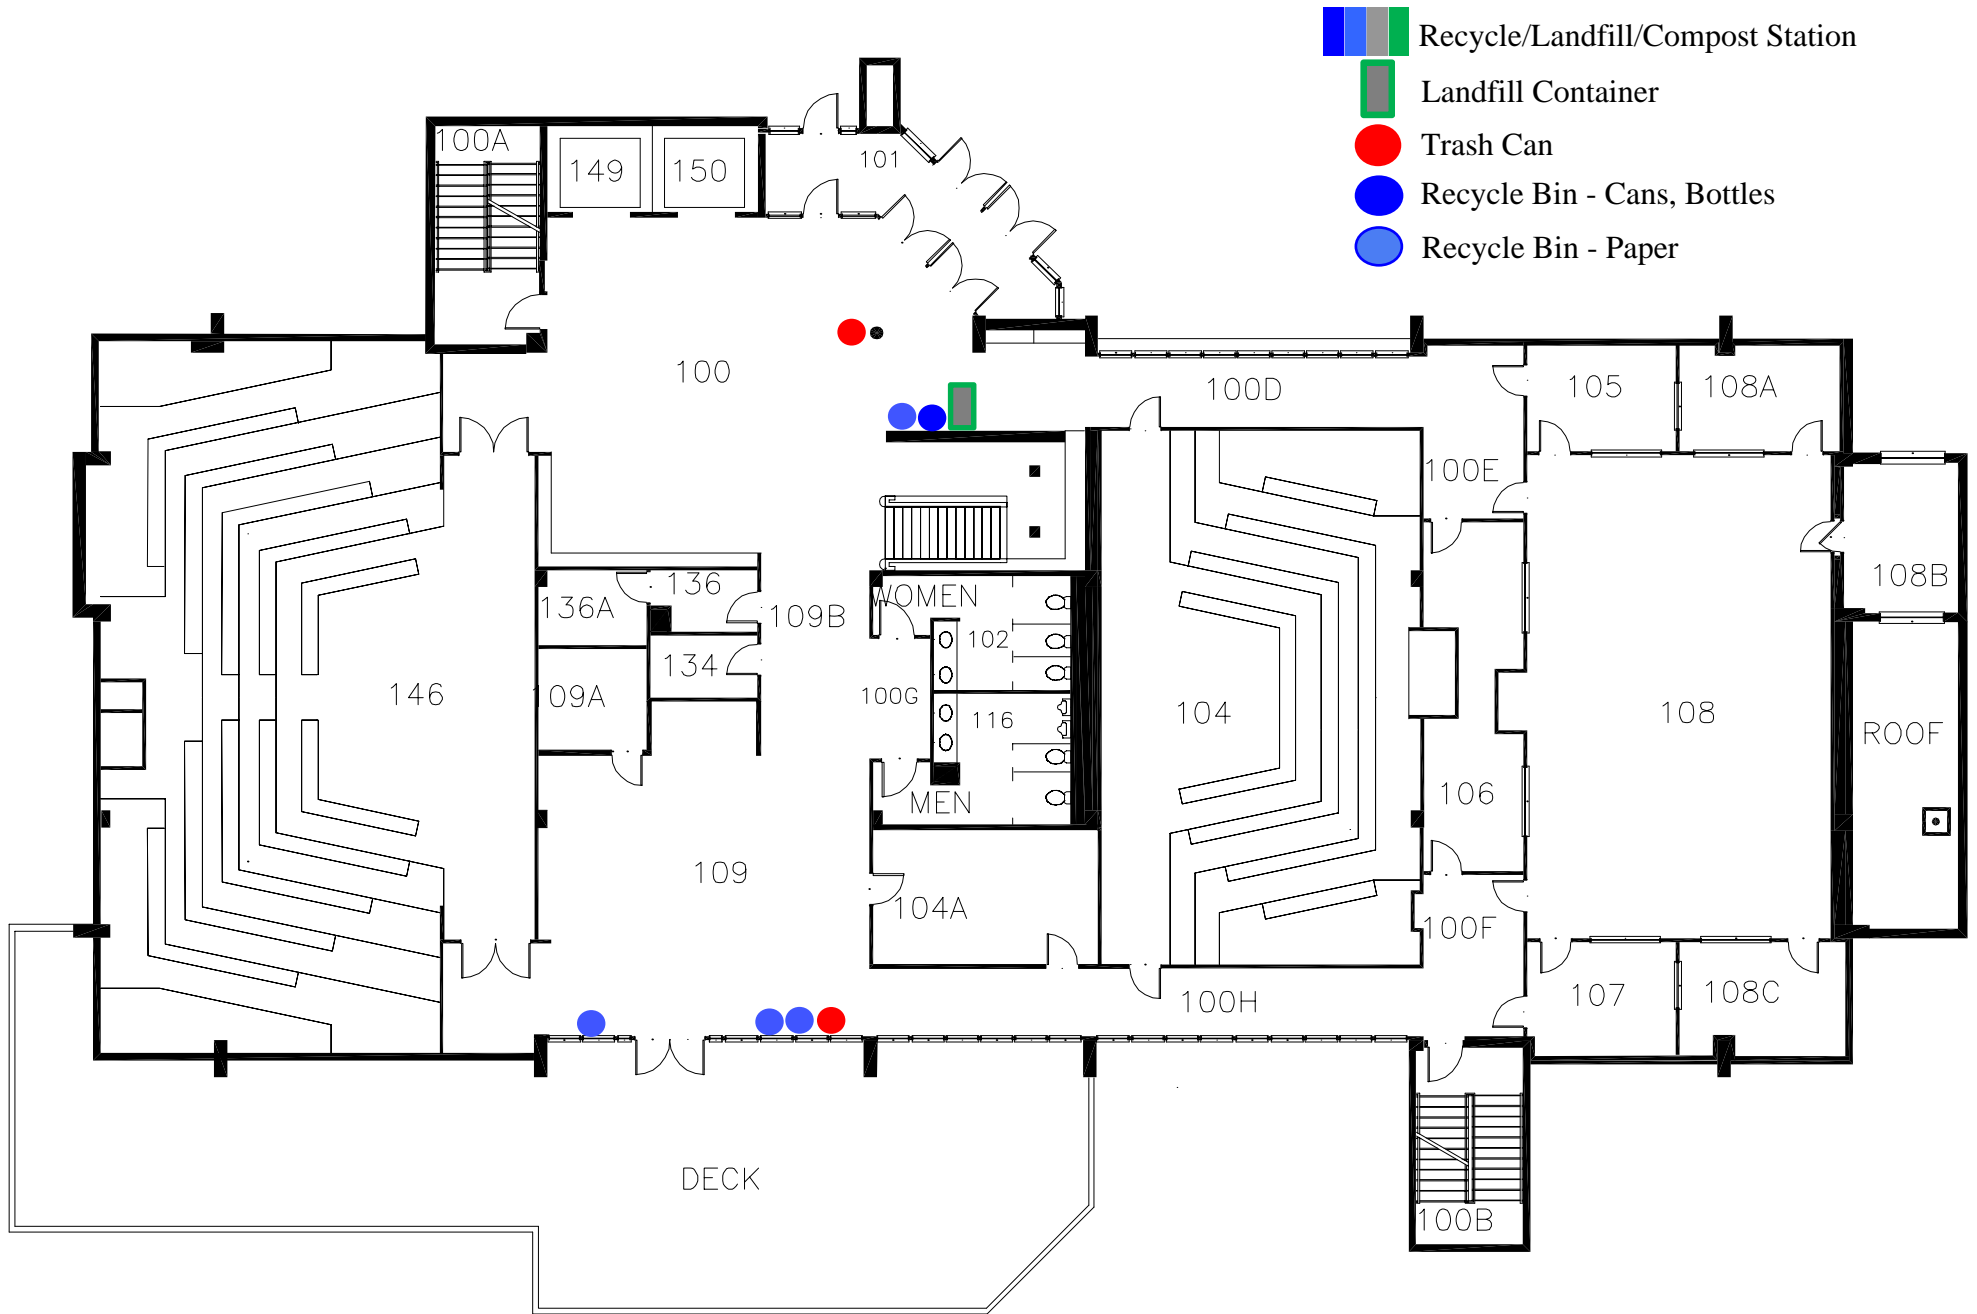 Recycle/Landfill/Compost Station
Landfill Container
Trash Can
Recycle Bin - Cans, Bottles
Recycle Bin - Paper
100A
149
150
101
100
100D
105
108A
100E
108B
136
136A
109B
WOMEN
102
134
109A
100G
146
116
104
108
ROOF
106
MEN
109
104A
100F
107
108C
100H
DECK
100B